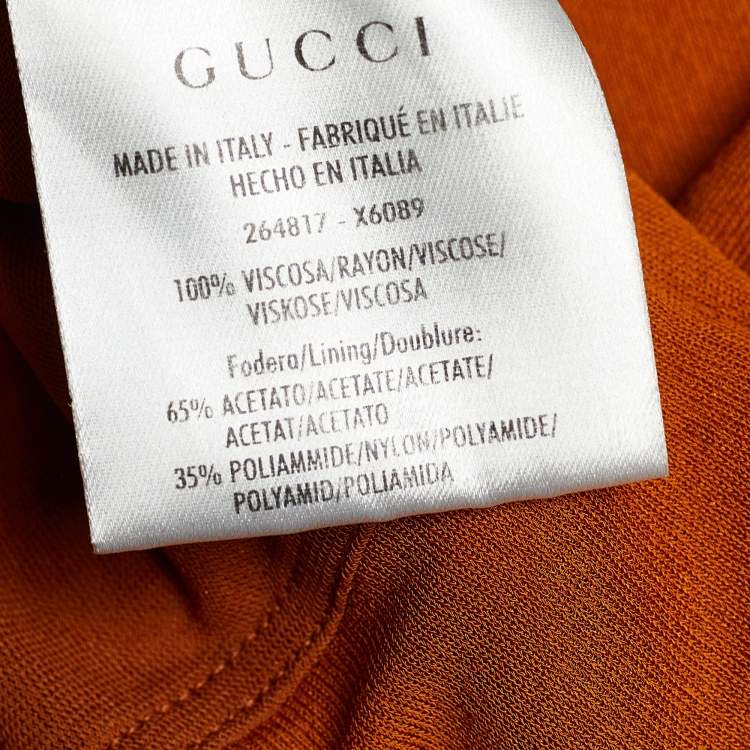 GUCCI
MADE IN ITALY - FABRIQUÉ EN ITALIE
HECHO EN ITALIA
264817 - X6089
100% VISCOSA/RAYON/VISCOSE/
VISKOSE/VISCOSA
Fodera/Lining/Doublure:
65% ACETATO/ACETATE/ACETATE/
ACETAT/ACETATO
35% POLIAMMIDE/NYLON/POLYAMIDE/
POLYAMID/POLIAMIDA